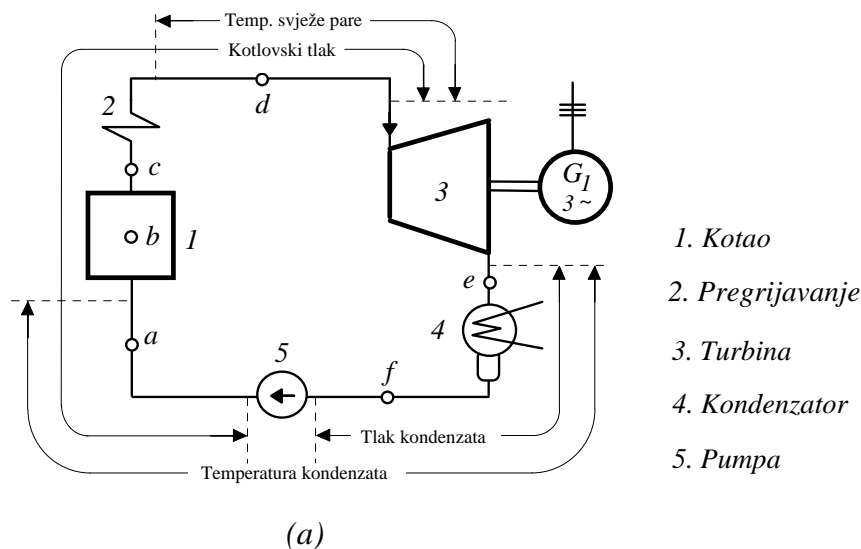 Temp. svježe pare
Kotlovski tlak
2
d
c
3
G1
3 ~
b
1
e
4
a
5
f
Tlak kondenzata
Temperatura kondenzata
(a)
1. Kotao
2. Pregrijavanje
3. Turbina
4. Kondenzator
5. Pumpa